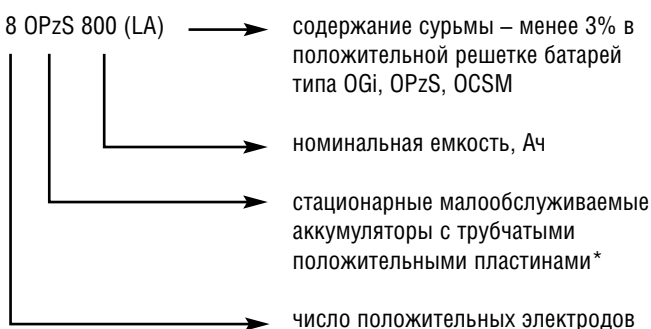 8 OPzS 800 (LA)
содержание сурьмы – менее 3% в
положительной решетке батарей
типа OGi, OPzS, OCSM
номинальная емкость, Ач
стационарные малообслуживаемые
аккумуляторы с трубчатыми
положительными пластинами*
число положительных электродов